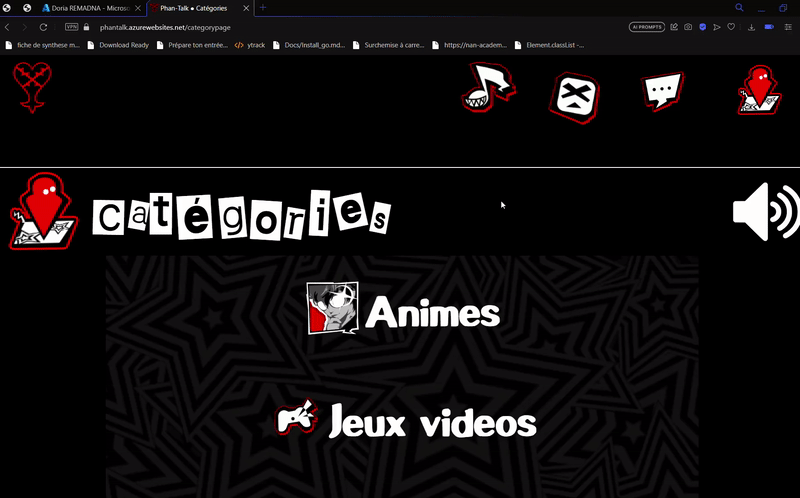 Doria REMADNA - Microso
Phan-Talk • Catégories
VPN
phantalk.azurewebsites.net/categorypage
AI PROMPTS
fiche de synthese m...
Download Ready
Prépare ton entrée...
ytrack
Docs/Install_go.md...
Surchemise à carre...
https://nan-academ...
Element.classList -...
Catégories
Animes
Jeux videos